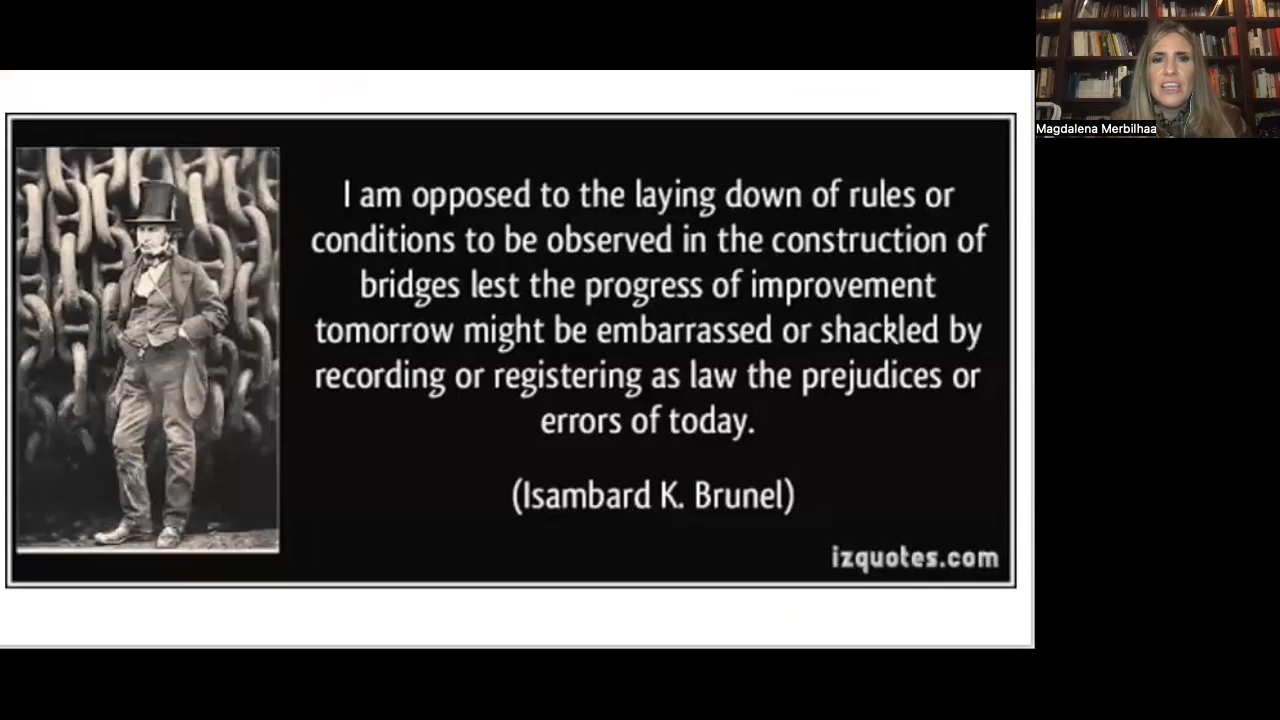 I am opposed to the laying down of rules or
conditions to be observed in the construction of
bridges lest the progress of improvement
tomorrow might be embarrassed or shackled by
recording or registering as law the prejudices or
errors of today.
(Isambard K. Brunel)
izquotes.com
Magdalena Merbilhaa